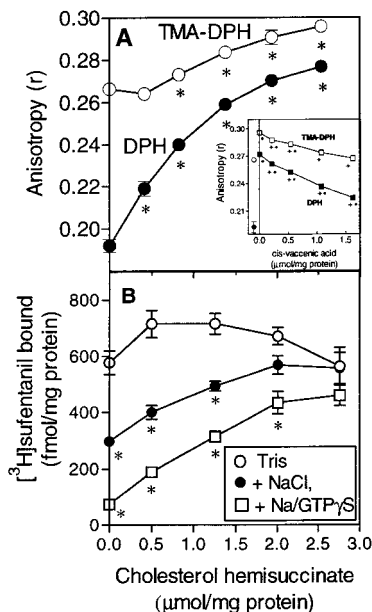 A
TMA-DPH
0.30
0.28
0.26
0.24
0.22
0.20
Anisotropy (r)
DPH
* * * * *
* * * * *
Anisotropy (r)
0.30
0.27
0.24
0.21
TMA-DPH
DPH
0.0 0.5 1.0 1.5
cis-vaccenic acid
(μmol/mg protein)
B
800
600
400
200
0
[³H]sufentanil bound
(fmol/mg protein)
* * *
* * * *
Tris
+ NaCl,
+ Na/GTPγS
0.0 0.5 1.0 1.5 2.0 2.5 3.0
Cholesterol hemisuccinate
(μmol/mg protein)